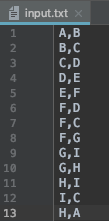 input.txt ×
1 A,B
2 B,C
3 C,D
4 D,E
5 E,F
6 F,D
7 F,C
8 F,G
9 G,I
10 G,H
11 H,I
12 I,C
13 H,A